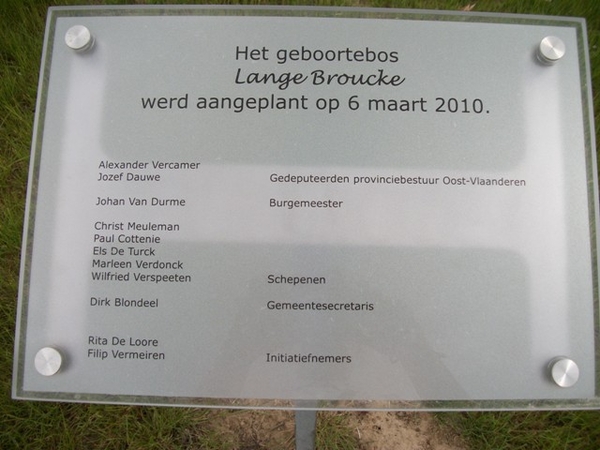 Het geboortebos
Lange Broucke
werd aangeplant op 6 maart 2010.
Alexander Vercamer
Jozef Dauwe Gedeputeerden provinciebestuur Oost-Vlaanderen
Johan Van Durme Burgemeester
Christ Meuleman
Paul Cottenie
Els De Turck
Marleen Verdonck
Wilfried Verspeeten Schepenen
Dirk Blondeel Gemeentesecretaris
Rita De Loore
Filip Vermeiren Initiatiefnemers